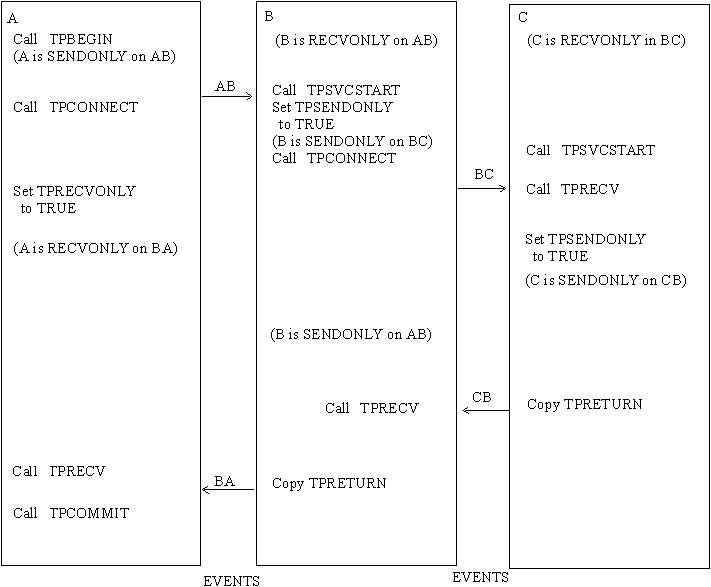 A
Call TPBEGIN
(A is SENDONLY on AB)
Call TPCONNECT
Set TPRECVONLY
to TRUE
(A is RECVONLY on BA)
Call TPRECV
Call TPCOMMIT
AB
BA
EVENTS
B
(B is RECVONLY on AB)
Call TPSVCSTART
Set TPSENDONLY
to TRUE
(B is SENDONLY on BC)
Call TPCONNECT
(B is SENDONLY on AB)
Call TPRECV
Copy TPRETURN
BC
CB
EVENTS
C
(C is RECVONLY in BC)
Call TPSVCSTART
Call TPRECV
Set TPSENDONLY
to TRUE
(C is SENDONLY on CB)
Copy TPRETURN